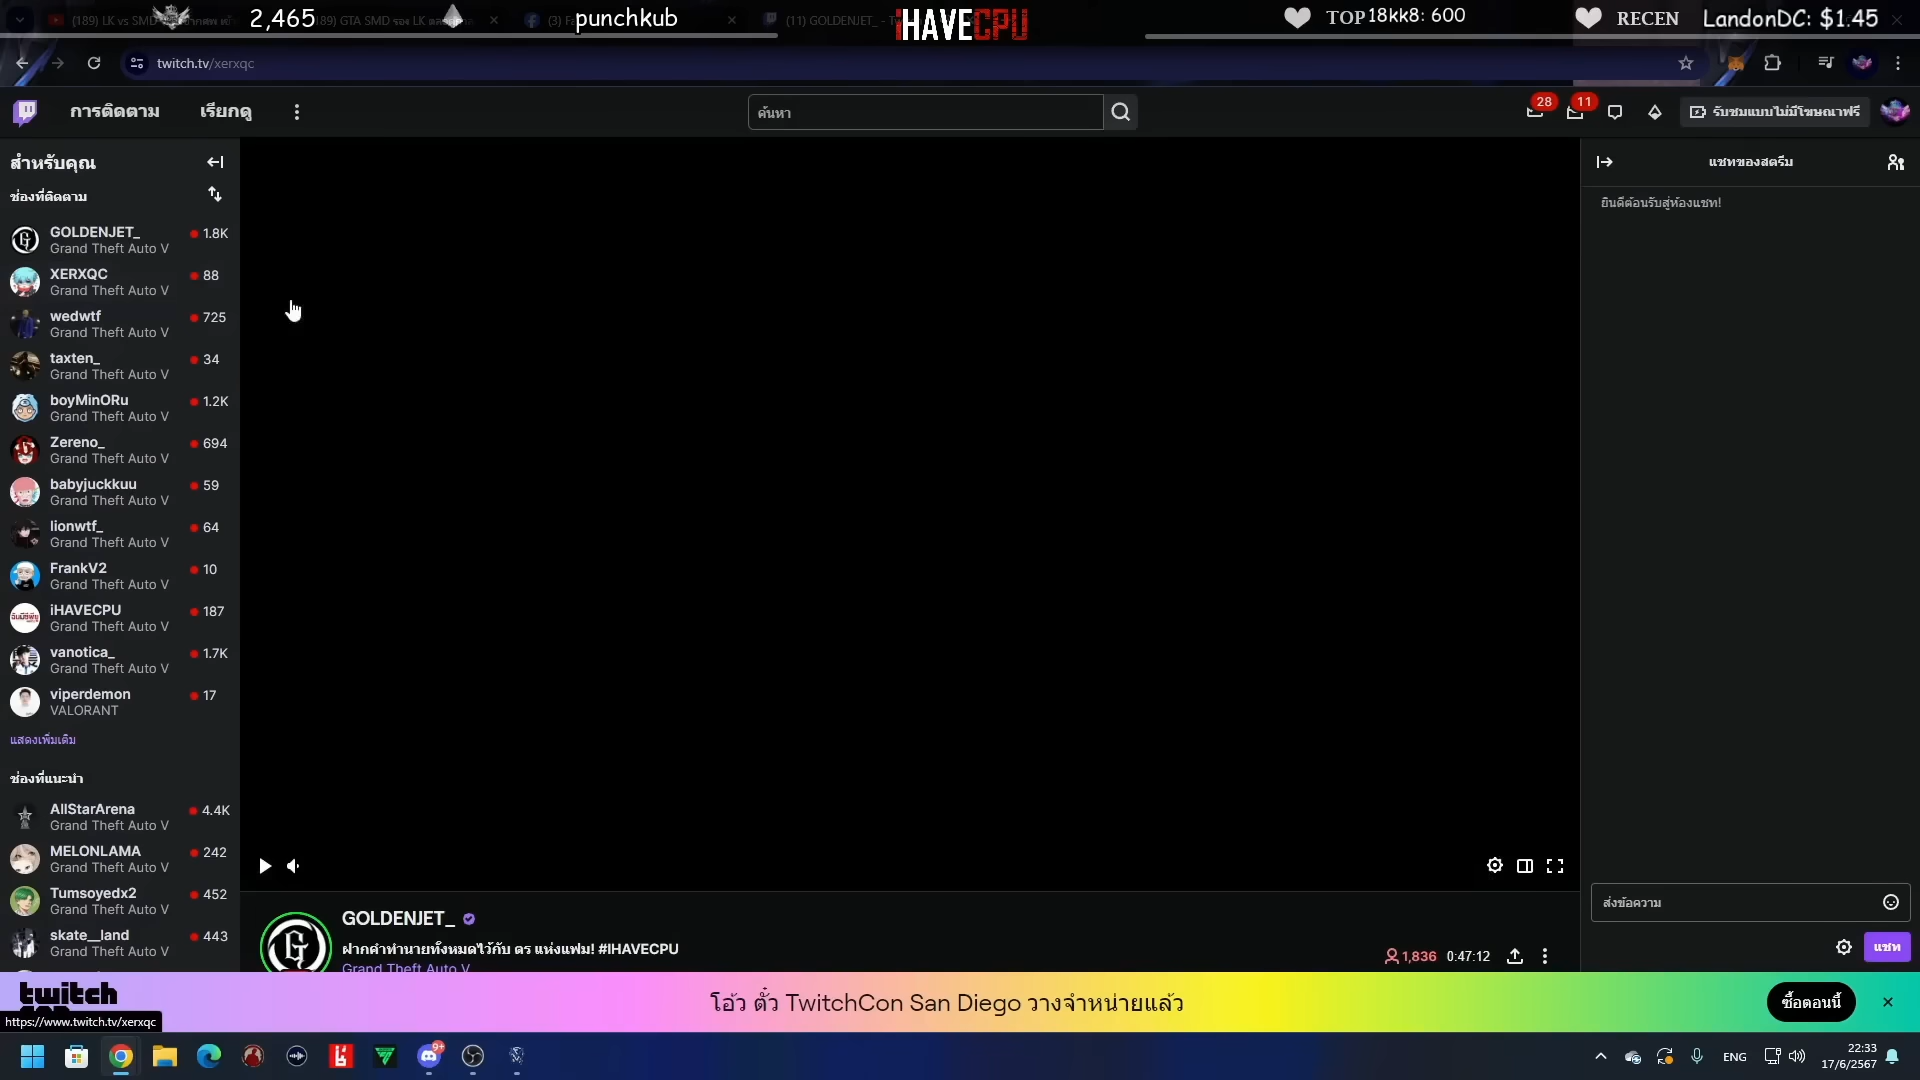 2,465
punchkub
iHAVECPU
TOP
18kk8: 600
RECEN
LandonDC: $1.45
(11) GOLDENJET_ - Tw
twitch.tv/xerxqc
การติดตาม
เรียกดู
ค้นหา
28
11
รับชมแบบไม่มีโฆษณาฟรี
สำหรับคุณ
ช่องที่ติดตาม
GOLDENJET_
1.8K
Grand Theft Auto V
XERXQC
88
Grand Theft Auto V
wedwtf
725
Grand Theft Auto V
taxten_
34
Grand Theft Auto V
boyMinORu
1.2K
Grand Theft Auto V
Zereno_
694
Grand Theft Auto V
babyjuckkuu
59
Grand Theft Auto V
lionwtf_
64
Grand Theft Auto V
FrankV2
10
Grand Theft Auto V
iHAVECPU
187
Grand Theft Auto V
vanotica_
1.7K
Grand Theft Auto V
viperdemon
17
VALORANT
แสดงเพิ่มเติม
ช่องที่แนะนำ
AllStarArena
4.4K
Grand Theft Auto V
MELONLAMA
242
Grand Theft Auto V
Tumsoyedx2
452
Grand Theft Auto V
skate__land
443
Grand Theft Auto V
แชทของสตรีม
ยินดีต้อนรับสู่ห้องแชท!
ส่งข้อความ
แชท
GOLDENJET_
ฝากคำทำนายทั้งหมดไว้กับ ดร แห่งแฟม! #IHAVECPU
Grand Theft Auto V
1,836
0:47:12
twitch
โอ้ว ตั๋ว TwitchCon San Diego วางจำหน่ายแล้ว
ซื้อตอนนี้
https://www.twitch.tv/xerxqc
9+
ENG
22:33
17/6/2567